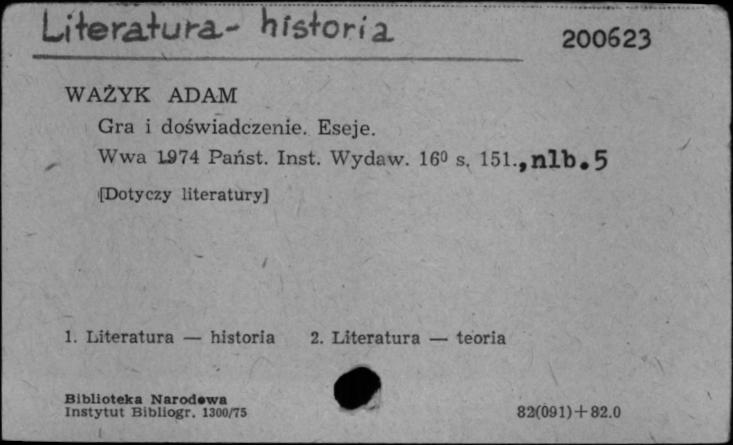 Literatura - historia
200623
WAŻYK ADAM
Gra i doświadczenie. Eseje.
Wwa 1974 Państ. Inst. Wydaw. 16⁰ s. 151., nlb. 5
[Dotyczy literatury]
1. Literatura — historia 2. Literatura — teoria
Biblioteka Narodowa
Instytut Bibliogr. 1300/75
82(091)+82.0